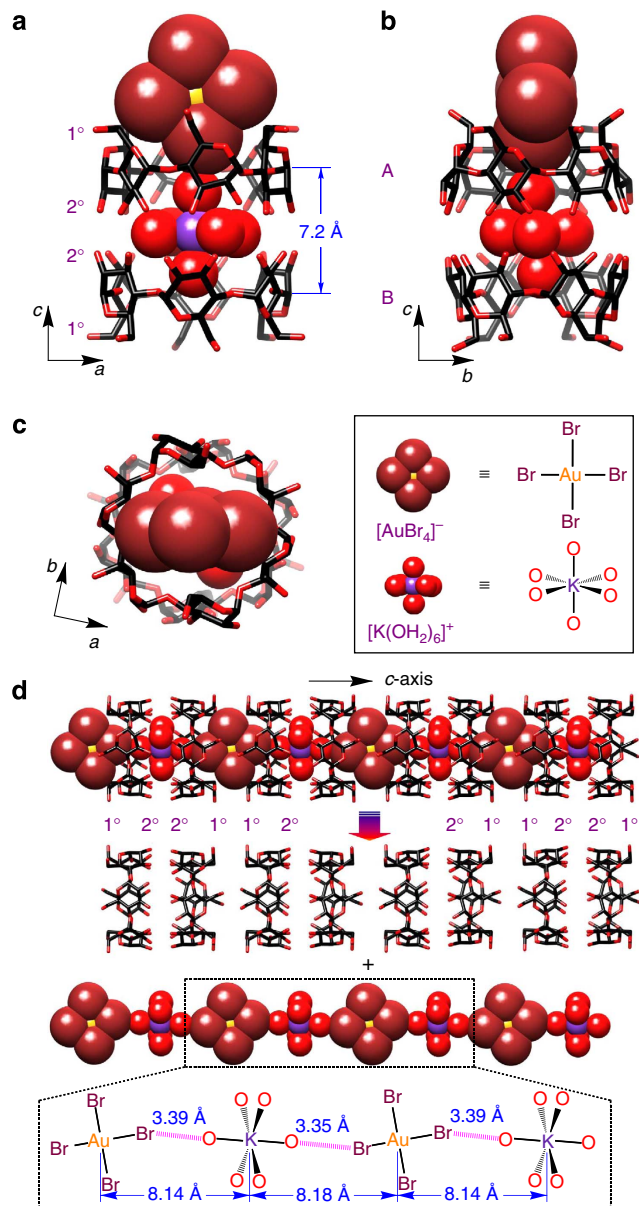 a
b
1°
2°
2°
1°
7.2 Å
c
a
A
B
c
b
c
b
a
[AuBr4]−
≡
Br
Br Au Br
Br
[K(OH2)6]+
≡
O
O O
K
O O
O
d
c-axis
1° 2° 2° 1° 1° 2° 2° 1° 1° 2° 2° 1°
+
Br O O Br O O
Br 3.39 Å 3.35 Å Br 3.39 Å
Au Br O K O Au Br O K O
Br O O Br O O
8.14 Å 8.18 Å 8.14 Å